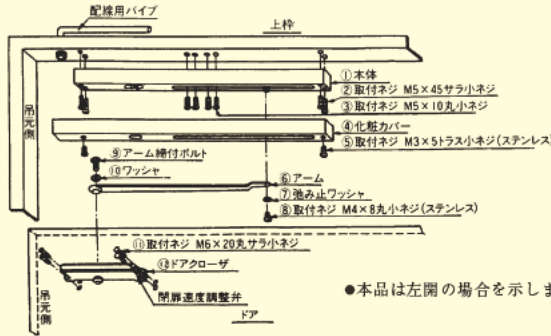 配線用パイプ
上枠
吊元側
①本体
②取付ネジ M5×45サラ小ネジ
③取付ネジ M5×10丸小ネジ
④化粧カバー
⑤取付ネジ M3×5トラス小ネジ(ステンレス)
⑨アーム締付ボルト
⑩ワッシャ
⑥アーム
⑦弛み止ワッシャ
⑧取付ネジ M4×8丸小ネジ(ステンレス)
⑪取付ネジ M6×20丸サラ小ネジ
⑫ドアクローザ
閉扉速度調整弁
吊元側
ドア
●本品は左開の場合を示しま